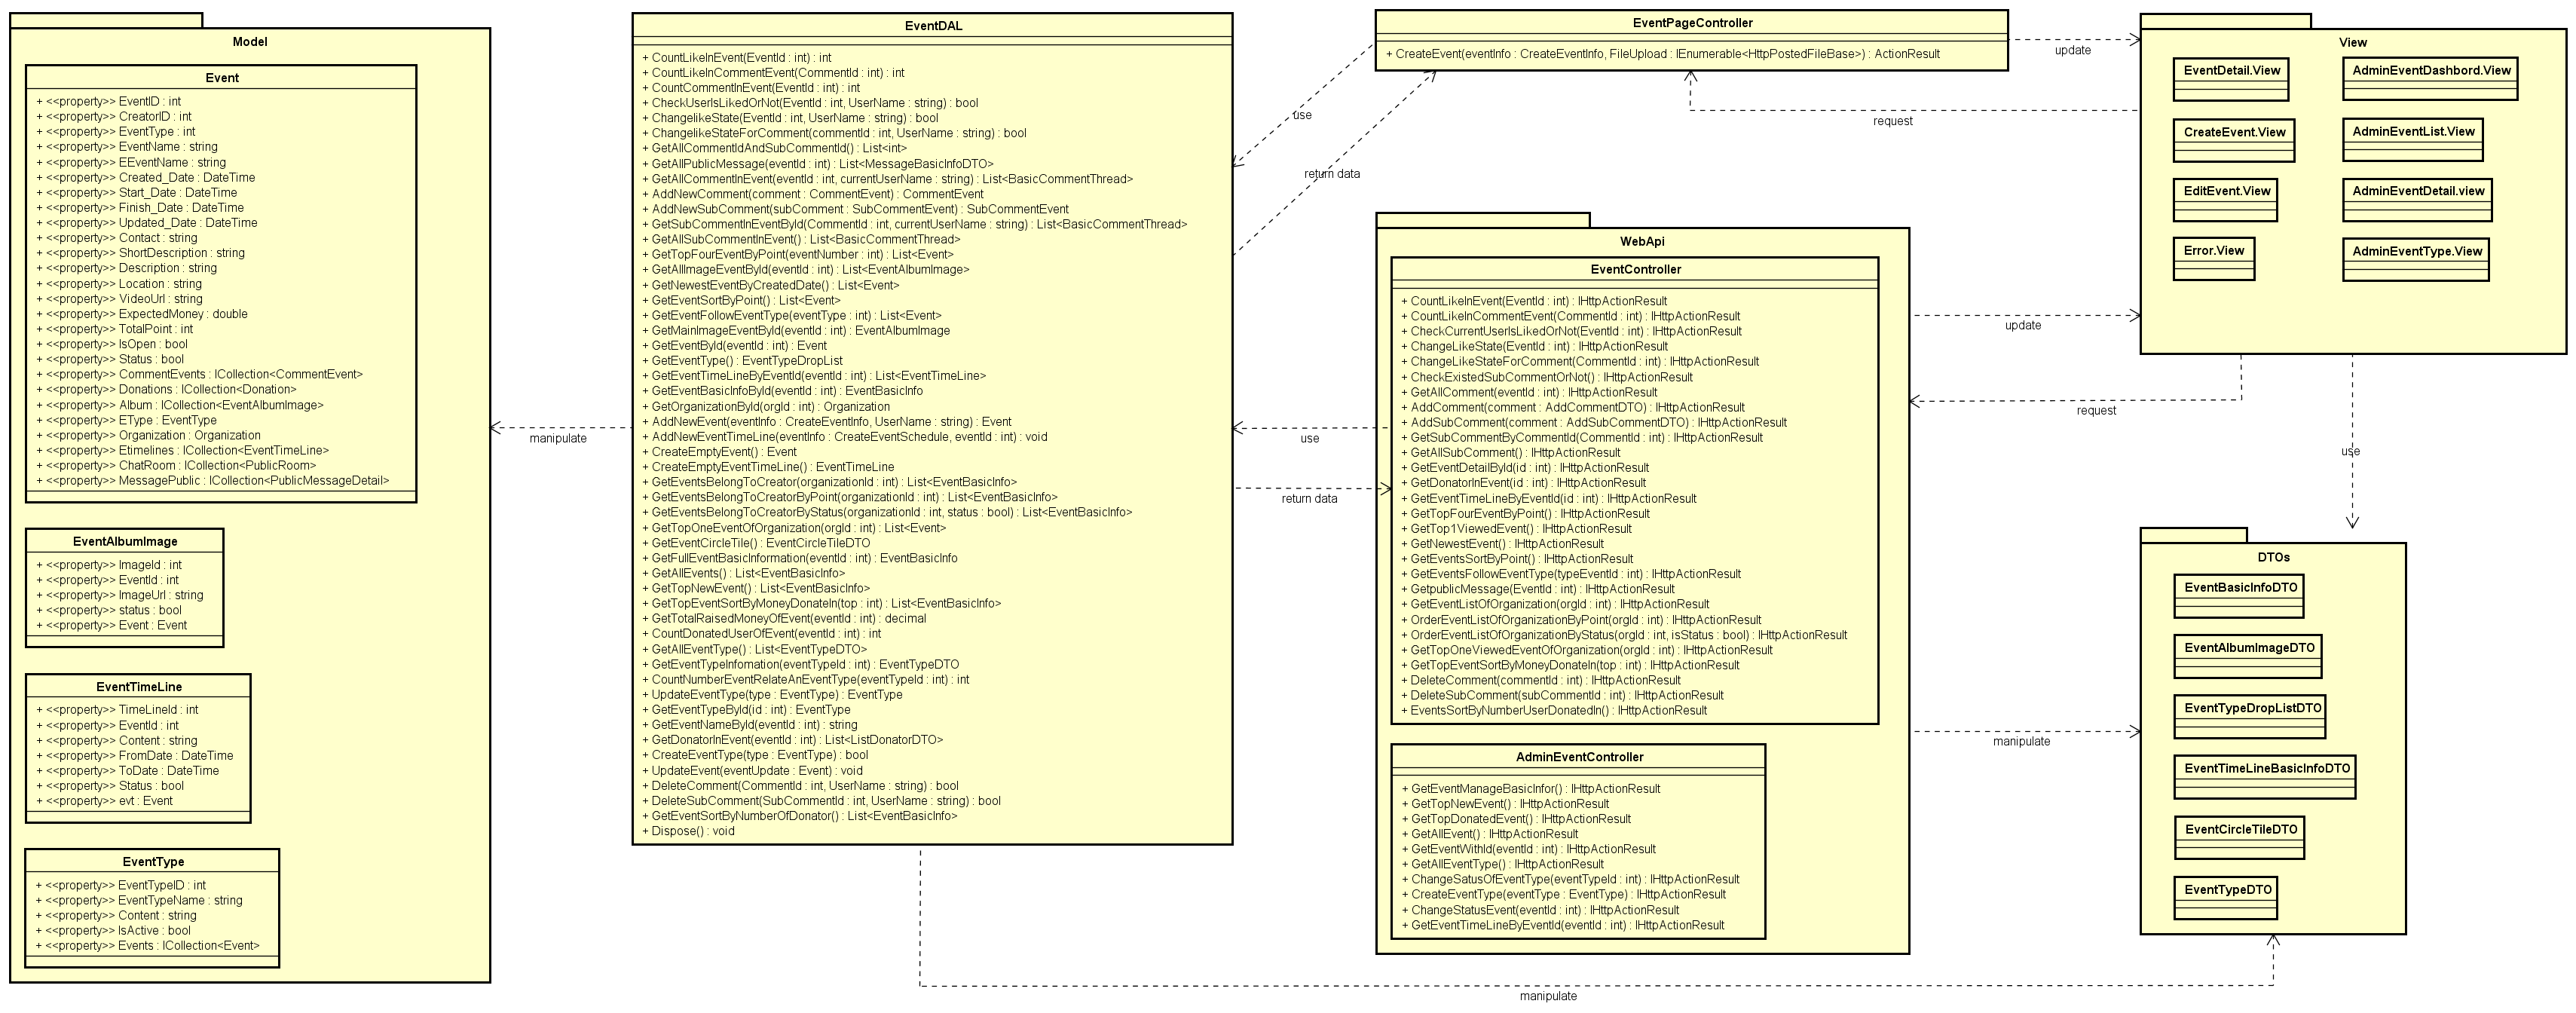 Model
Event
+ <<property>> EventID : int
+ <<property>> CreatorID : int
+ <<property>> EventType : int
+ <<property>> EventName : string
+ <<property>> EEventName : string
+ <<property>> Created_Date : DateTime
+ <<property>> Start_Date : DateTime
+ <<property>> Finish_Date : DateTime
+ <<property>> Updated_Date : DateTime
+ <<property>> Contact : string
+ <<property>> ShortDescription : string
+ <<property>> Description : string
+ <<property>> Location : string
+ <<property>> VideoUrl : string
+ <<property>> ExpectedMoney : double
+ <<property>> TotalPoint : int
+ <<property>> IsOpen : bool
+ <<property>> Status : bool
+ <<property>> CommentEvents : ICollection<CommentEvent>
+ <<property>> Donations : ICollection<Donation>
+ <<property>> Album : ICollection<EventAlbumImage>
+ <<property>> EType : EventType
+ <<property>> Organization : Organization
+ <<property>> Etimelines : ICollection<EventTimeLine>
+ <<property>> ChatRoom : ICollection<PublicRoom>
+ <<property>> MessagePublic : ICollection<PublicMessageDetail>
EventAlbumImage
+ <<property>> ImageId : int
+ <<property>> EventId : int
+ <<property>> ImageUrl : string
+ <<property>> status : bool
+ <<property>> Event : Event
EventTimeLine
+ <<property>> TimeLineId : int
+ <<property>> EventId : int
+ <<property>> Content : string
+ <<property>> FromDate : DateTime
+ <<property>> ToDate : DateTime
+ <<property>> Status : bool
+ <<property>> evt : Event
EventType
+ <<property>> EventTypeID : int
+ <<property>> EventTypeName : string
+ <<property>> Content : string
+ <<property>> IsActive : bool
+ <<property>> Events : ICollection<Event>
manipulate
EventDAL
+ CountLikeInEvent(EventId : int) : int
+ CountLikeInCommentEvent(CommentId : int) : int
+ CountCommentInEvent(EventId : int) : int
+ CheckUserIsLikedOrNot(EventId : int, UserName : string) : bool
+ ChangelikeState(EventId : int, UserName : string) : bool
+ ChangelikeStateForComment(commentId : int, UserName : string) : bool
+ GetAllCommentIdAndSubCommentId() : List<int>
+ GetAllPublicMessage(eventId : int) : List<MessageBasicInfoDTO>
+ GetAllCommentInEvent(eventId : int, currentUserName : string) : List<BasicCommentThread>
+ AddNewComment(comment : CommentEvent) : CommentEvent
+ AddNewSubComment(subComment : SubCommentEvent) : SubCommentEvent
+ GetSubCommentInEventById(CommentId : int, currentUserName : string) : List<BasicCommentThread>
+ GetAllSubCommentInEvent() : List<BasicCommentThread>
+ GetTopFourEventByPoint(eventNumber : int) : List<Event>
+ GetAllImageEventById(eventId : int) : List<EventAlbumImage>
+ GetNewestEventByCreatedDate() : List<Event>
+ GetEventSortByPoint() : List<Event>
+ GetEventFollowEventType(eventType : int) : List<Event>
+ GetMainImageEventById(eventId : int) : EventAlbumImage
+ GetEventById(eventId : int) : Event
+ GetEventType() : EventTypeDropList
+ GetEventTimeLineByEventId(eventId : int) : List<EventTimeLine>
+ GetEventBasicInfoById(eventId : int) : EventBasicInfo
+ GetOrganizationById(orgId : int) : Organization
+ AddNewEvent(eventInfo : CreateEventInfo, UserName : string) : Event
+ AddNewEventTimeLine(eventInfo : CreateEventSchedule, eventId : int) : void
+ CreateEmptyEvent() : Event
+ CreateEmptyEventTimeLine() : EventTimeLine
+ GetEventsBelongToCreator(organizationId : int) : List<EventBasicInfo>
+ GetEventsBelongToCreatorByPoint(organizationId : int) : List<EventBasicInfo>
+ GetEventsBelongToCreatorByStatus(organizationId : int, status : bool) : List<EventBasicInfo>
+ GetTopOneEventOfOrganization(orgId : int) : List<Event>
+ GetEventCircleTile() : EventCircleTileDTO
+ GetFullEventBasicInformation(eventId : int) : EventBasicInfo
+ GetAllEvents() : List<EventBasicInfo>
+ GetTopNewEvent() : List<EventBasicInfo>
+ GetTopEventSortByMoneyDonateIn(top : int) : List<EventBasicInfo>
+ GetTotalRaisedMoneyOfEvent(eventId : int) : decimal
+ CountDonatedUserOfEvent(eventId : int) : int
+ GetAllEventType() : List<EventTypeDTO>
+ GetEventTypeInfomation(eventTypeId : int) : EventTypeDTO
+ CountNumberEventRelateAnEventType(eventTypeId : int) : int
+ UpdateEventType(type : EventType) : EventType
+ GetEventTypeById(id : int) : EventType
+ GetEventNameById(eventId : int) : string
+ GetDonatorInEvent(eventId : int) : List<ListDonatorDTO>
+ CreateEventType(type : EventType) : bool
+ UpdateEvent(eventUpdate : Event) : void
+ DeleteComment(CommentId : int, UserName : string) : bool
+ DeleteSubComment(SubCommentId : int, UserName : string) : bool
+ GetEventSortByNumberOfDonator() : List<EventBasicInfo>
+ Dispose() : void
use
return data
use
return data
manipulate
EventPageController
+ CreateEvent(eventInfo : CreateEventInfo, FileUpload : IEnumerable<HttpPostedFileBase>) : ActionResult
WebApi
EventController
+ CountLikeInEvent(EventId : int) : IHttpActionResult
+ CountLikeInCommentEvent(CommentId : int) : IHttpActionResult
+ CheckCurrentUserIsLikedOrNot(EventId : int) : IHttpActionResult
+ ChangeLikeState(EventId : int) : IHttpActionResult
+ ChangeLikeStateForComment(CommentId : int) : IHttpActionResult
+ CheckExistedSubCommentOrNot() : IHttpActionResult
+ GetAllComment(eventId : int) : IHttpActionResult
+ AddComment(comment : AddCommentDTO) : IHttpActionResult
+ AddSubComment(comment : AddSubCommentDTO) : IHttpActionResult
+ GetSubCommentByCommentId(CommentId : int) : IHttpActionResult
+ GetAllSubComment() : IHttpActionResult
+ GetEventDetailById(id : int) : IHttpActionResult
+ GetDonatorInEvent(id : int) : IHttpActionResult
+ GetEventTimeLineByEventId(id : int) : IHttpActionResult
+ GetTopFourEventByPoint() : IHttpActionResult
+ GetTop1ViewedEvent() : IHttpActionResult
+ GetNewestEvent() : IHttpActionResult
+ GetEventsSortByPoint() : IHttpActionResult
+ GetEventsFollowEventType(typeEventId : int) : IHttpActionResult
+ GetpublicMessage(EventId : int) : IHttpActionResult
+ GetEventListOfOrganization(orgId : int) : IHttpActionResult
+ OrderEventListOfOrganizationByPoint(orgId : int) : IHttpActionResult
+ OrderEventListOfOrganizationByStatus(orgId : int, isStatus : bool) : IHttpActionResult
+ GetTopOneViewedEventOfOrganization(orgId : int) : IHttpActionResult
+ GetTopEventSortByMoneyDonateIn(top : int) : IHttpActionResult
+ DeleteComment(commentId : int) : IHttpActionResult
+ DeleteSubComment(subCommentId : int) : IHttpActionResult
+ EventsSortByNumberUserDonatedIn() : IHttpActionResult
AdminEventController
+ GetEventManageBasicInfor() : IHttpActionResult
+ GetTopNewEvent() : IHttpActionResult
+ GetTopDonatedEvent() : IHttpActionResult
+ GetAllEvent() : IHttpActionResult
+ GetEventWithId(eventId : int) : IHttpActionResult
+ GetAllEventType() : IHttpActionResult
+ ChangeSatusOfEventType(eventTypeId : int) : IHttpActionResult
+ CreateEventType(eventType : EventType) : IHttpActionResult
+ ChangeStatusEvent(eventId : int) : IHttpActionResult
+ GetEventTimeLineByEventId(eventId : int) : IHttpActionResult
update
request
update
request
use
manipulate
View
EventDetail.View
AdminEventDashbord.View
CreateEvent.View
AdminEventList.View
EditEvent.View
AdminEventDetail.view
Error.View
AdminEventType.View
DTOs
EventBasicInfoDTO
EventAlbumImageDTO
EventTypeDropListDTO
EventTimeLineBasicInfoDTO
EventCircleTileDTO
EventTypeDTO